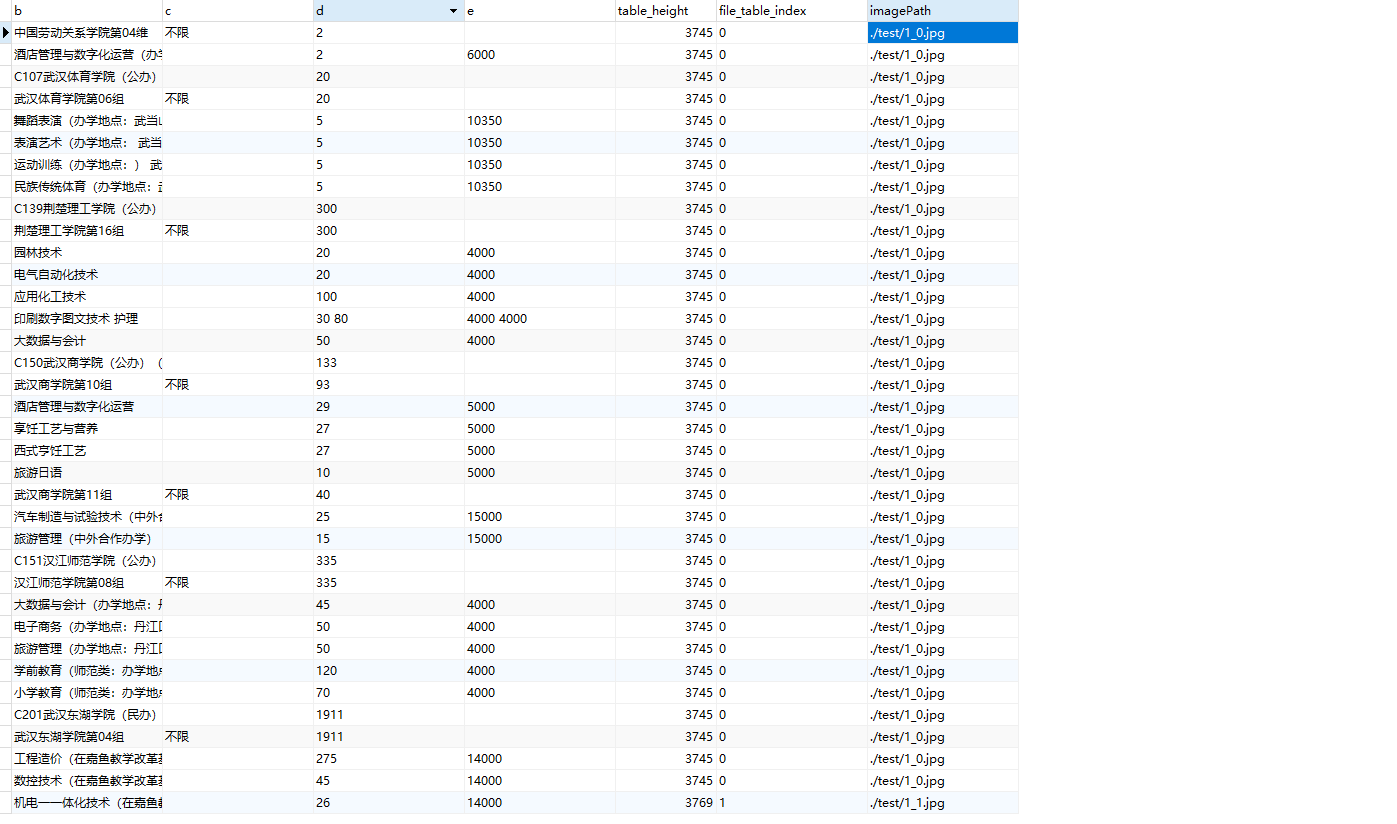 b c d e table_height file_table_index imagePath
中国劳动关系学院第04维 不限 2 3745 0 ./test/1_0.jpg
酒店管理与数字化运营（办学 2 6000 3745 0 ./test/1_0.jpg
C107武汉体育学院（公办） 20 3745 0 ./test/1_0.jpg
武汉体育学院第06组 不限 20 3745 0 ./test/1_0.jpg
舞蹈表演（办学地点：武当山 5 10350 3745 0 ./test/1_0.jpg
表演艺术（办学地点： 武当 5 10350 3745 0 ./test/1_0.jpg
运动训练（办学地点：） 武 5 10350 3745 0 ./test/1_0.jpg
民族传统体育（办学地点：武 5 10350 3745 0 ./test/1_0.jpg
C139荆楚理工学院（公办） 300 3745 0 ./test/1_0.jpg
荆楚理工学院第16组 不限 300 3745 0 ./test/1_0.jpg
园林技术 20 4000 3745 0 ./test/1_0.jpg
电气自动化技术 20 4000 3745 0 ./test/1_0.jpg
应用化工技术 100 4000 3745 0 ./test/1_0.jpg
印刷数字图文技术 护理 30 80 4000 4000 3745 0 ./test/1_0.jpg
大数据与会计 50 4000 3745 0 ./test/1_0.jpg
C150武汉商学院（公办）（ 133 3745 0 ./test/1_0.jpg
武汉商学院第10组 不限 93 3745 0 ./test/1_0.jpg
酒店管理与数字化运营 29 5000 3745 0 ./test/1_0.jpg
享饪工艺与营养 27 5000 3745 0 ./test/1_0.jpg
西式亨饪工艺 27 5000 3745 0 ./test/1_0.jpg
旅游日语 10 5000 3745 0 ./test/1_0.jpg
武汉商学院第11组 不限 40 3745 0 ./test/1_0.jpg
汽车制造与试验技术（中外合 25 15000 3745 0 ./test/1_0.jpg
旅游管理（中外合作办学） 15 15000 3745 0 ./test/1_0.jpg
C151汉江师范学院（公办） 335 3745 0 ./test/1_0.jpg
汉江师范学院第08组 不限 335 3745 0 ./test/1_0.jpg
大数据与会计（办学地点：丹 45 4000 3745 0 ./test/1_0.jpg
电子商务（办学地点：丹江口 50 4000 3745 0 ./test/1_0.jpg
旅游管理（办学地点：丹江口 50 4000 3745 0 ./test/1_0.jpg
学前教育（师范类：办学地点 120 4000 3745 0 ./test/1_0.jpg
小学教育（师范类：办学地点 70 4000 3745 0 ./test/1_0.jpg
C201武汉东湖学院（民办） 1911 3745 0 ./test/1_0.jpg
武汉东湖学院第04组 不限 1911 3745 0 ./test/1_0.jpg
工程造价（在嘉鱼教学改革基 275 14000 3745 0 ./test/1_0.jpg
数控技术（在嘉鱼教学改革基 45 14000 3745 0 ./test/1_0.jpg
机电一一体化技术（在嘉鱼教 26 14000 3769 1 ./test/1_1.jpg